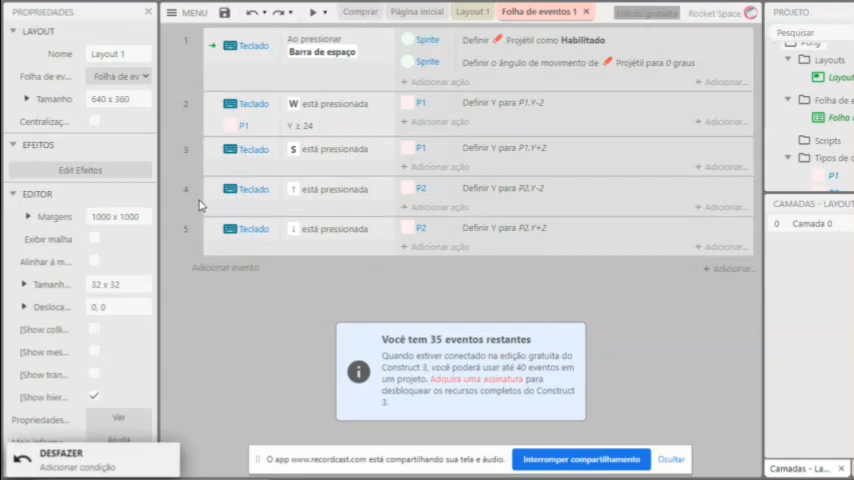 PROPRIEDADES
LAYOUT
Nome Layout 1
Folha de ev... Folha de ev
Tamanho 640 x 360
Centralizaç...
EFEITOS
Edit Efeitos
EDITOR
Margens 1000 x 1000
Exibir malha
Alinhar á m...
Tamanh... 32 x 32
Desloca... 0, 0
[Show colli...
[Show mes...
[Show tran...
[Show hier...
Propriedades... Ver
Ajuda
DESFAZER
Adicionar condição
MENU
Comprar
Página inicial
Layout 1
Folha de eventos 1
Edição gratuita
Rocket Space
1 Teclado Ao pressionar
Barra de espaço
Sprite Definir Projétil como Habilitado
Sprite Definir o ângulo de movimento de Projétil para 0 graus
+ Adicionar ação + Adicionar...
2 Teclado W está pressionada P1 Definir Y para P1.Y-2
P1 Y ≥ 24 + Adicionar ação + Adicionar...
3 Teclado S está pressionada P1 Definir Y para P1.Y+2
+ Adicionar ação + Adicionar...
4 Teclado ↑ está pressionada P2 Definir Y para P2.Y-2
+ Adicionar ação + Adicionar...
5 Teclado ↓ está pressionada P2 Definir Y para P2.Y+2
+ Adicionar ação + Adicionar...
Adicionar evento + Adicionar...
Você tem 35 eventos restantes
Quando estiver conectado na edição gratuita do
Construct 3, você poderá usar até 40 eventos em
um projeto. Adquira uma assinatura para
desbloquear os recursos completos do Construct
3.
O app www.recordcast.com está compartilhando sua tela e áudio.
Interromper compartilhamento
Ocultar
PROJETO
Pesquisar
Pong
Layouts
Layou
Folha de e
Folha
Scripts
Tipos de o
P1
CAMADAS - LAYOUT
0 Camada 0
Camadas - La...